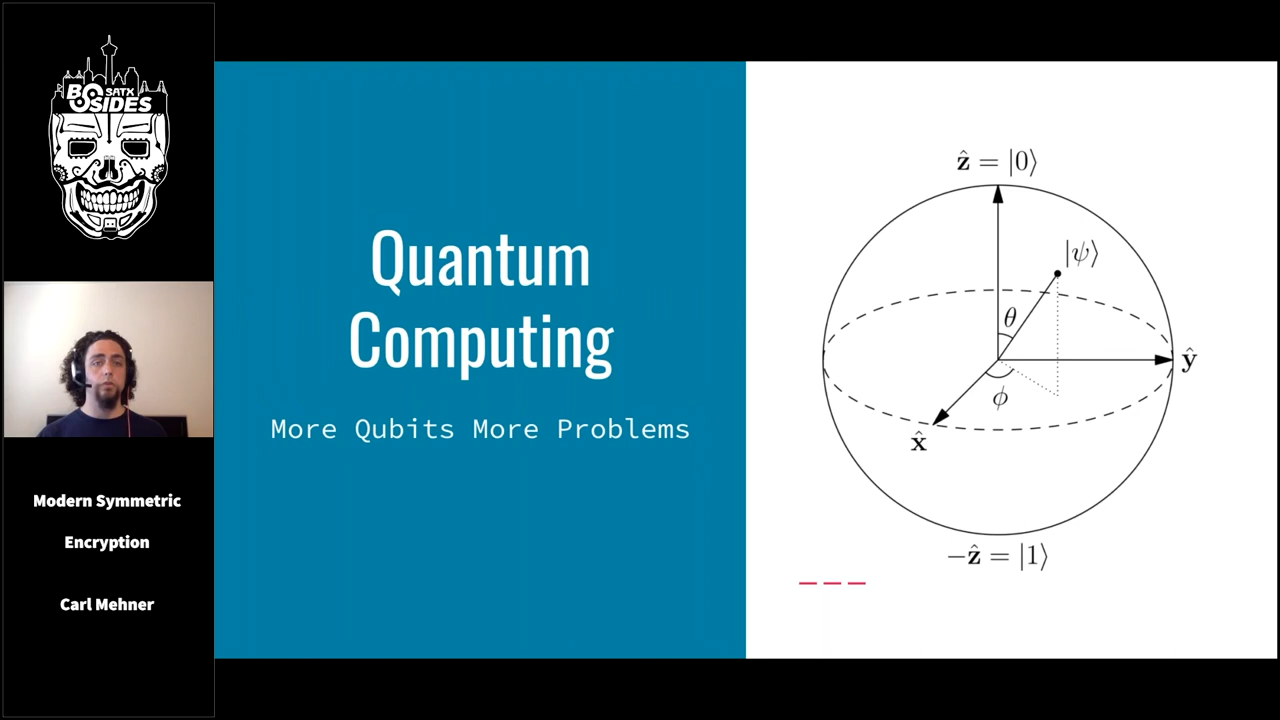 BSIDES
SATX
Modern Symmetric
Encryption
Carl Mehner
Quantum
Computing
More Qubits More Problems
ẑ = |0⟩
|ψ⟩
θ
ŷ
ϕ
x̂
−ẑ = |1⟩